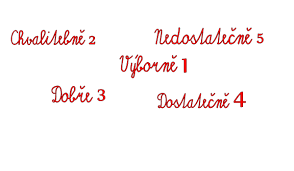 Chvalitebně 2
Nedostatečně 5
Výborně 1
Dobře 3
Dostatečně 4